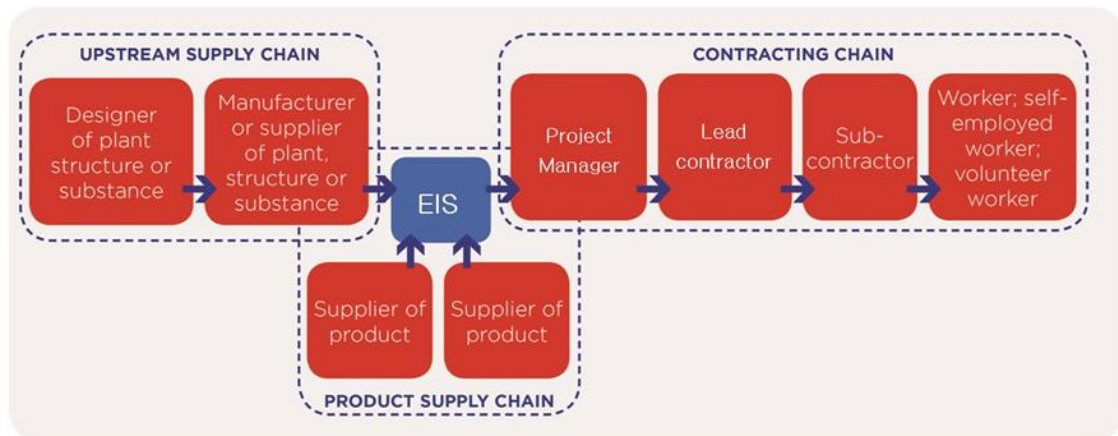 UPSTREAM SUPPLY CHAIN
Designer
of plant
structure or
substance
Manufacturer
or supplier
of plant,
structure or
substance
EIS
Supplier of
product
Supplier of
product
PRODUCT SUPPLY CHAIN
CONTRACTING CHAIN
Project
Manager
Lead
contractor
Sub-
contractor
Worker; self-
employed
worker;
volunteer
worker